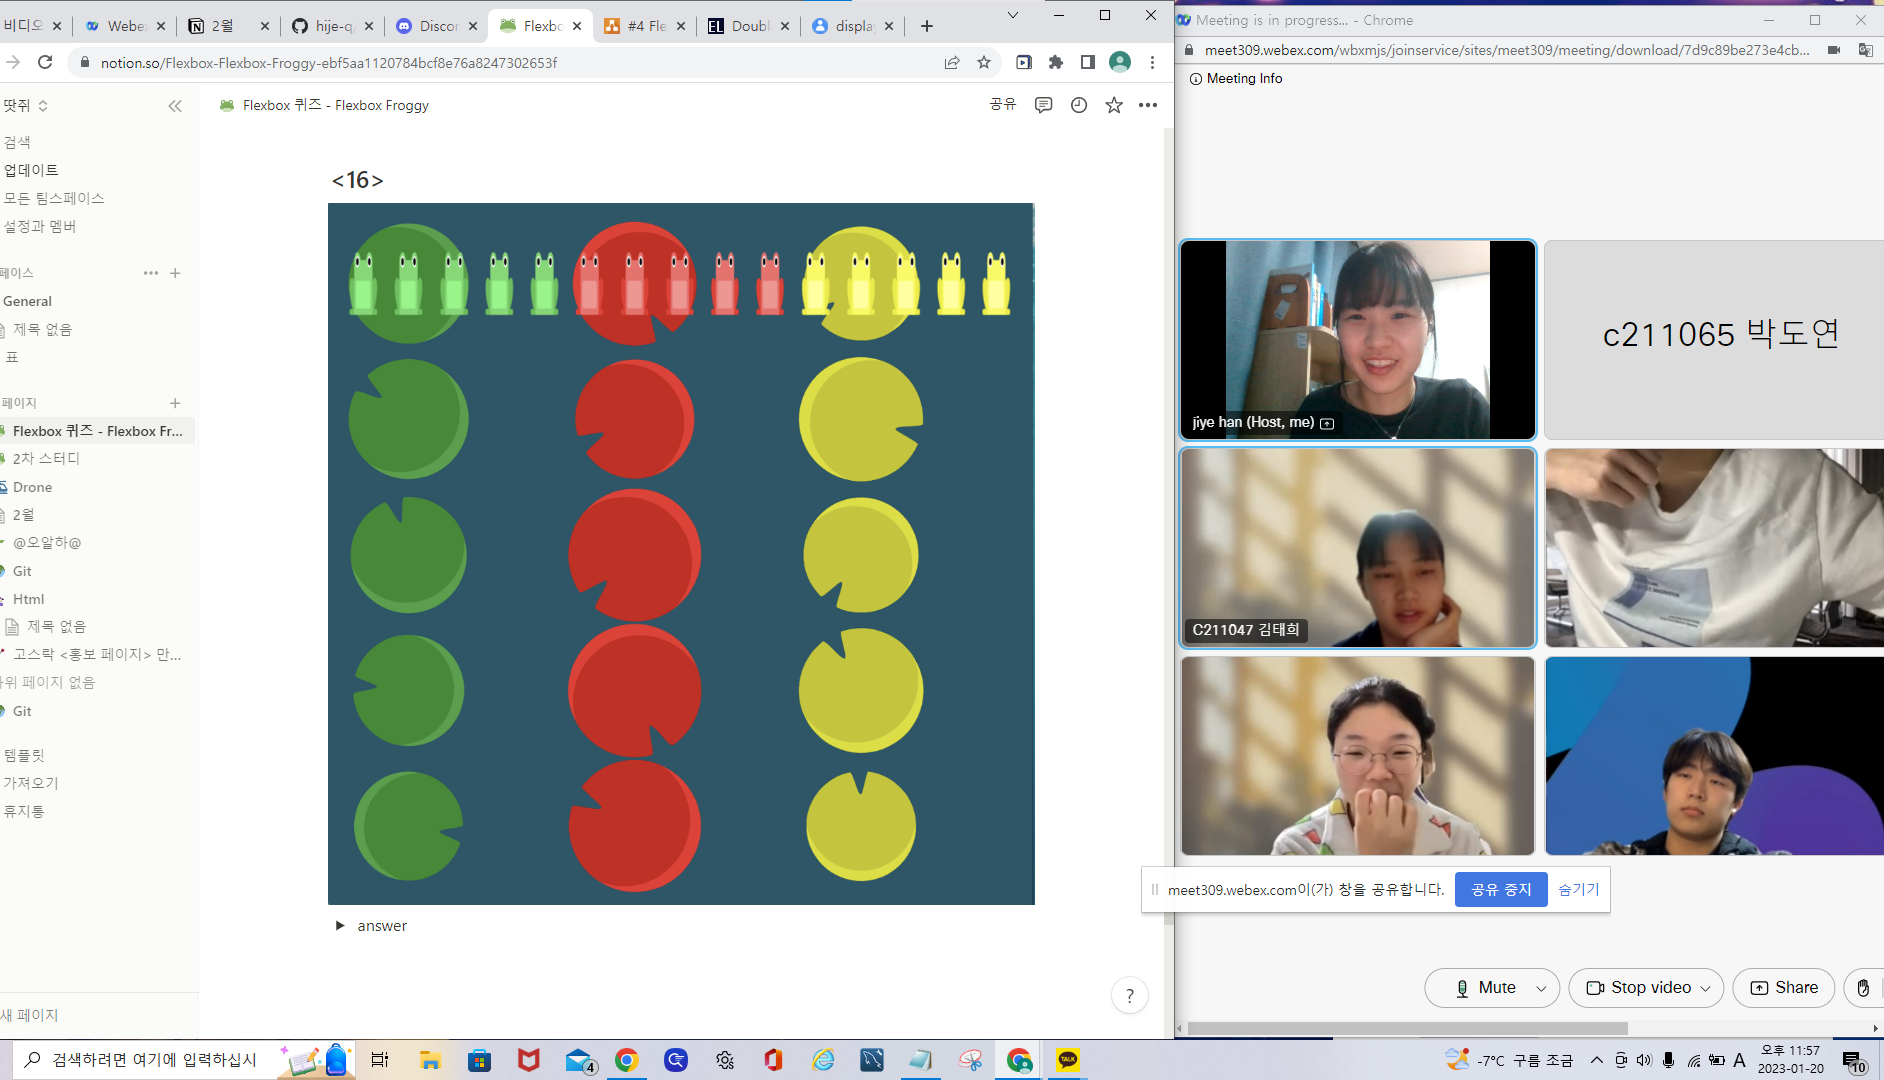 비디오
Webex
2월
hije-q
Discor
Flexbo
#4 Fle
Doubl
display
notion.so/Flexbox-Flexbox-Froggy-ebf5aa1120784bcf8e76a8247302653f
땃쥐
Flexbox 퀴즈 - Flexbox Froggy
공유
검색
업데이트
모든 팀스페이스
설정과 멤버
페이스
General
제목 없음
표
페이지
Flexbox 퀴즈 - Flexbox Fr...
2차 스터디
Drone
2월
@오알하@
Git
Html
제목 없음
고스락 <홍보 페이지> 만...
위 페이지 없음
Git
템플릿
가져오기
휴지통
새 페이지
<16>
answer
?
Meeting is in progress... - Chrome
meet309.webex.com/wbxmjs/joinservice/sites/meet309/meeting/download/7d9c89be273e4cb...
Meeting Info
jiye han (Host, me)
c211065 박도연
C211047 김태희
meet309.webex.com이(가) 창을 공유합니다.
공유 중지
숨기기
Mute
Stop video
Share
검색하려면 여기에 입력하십시
4
TALK
-7°C 구름 조금
A
오후 11:57
2023-01-20
10